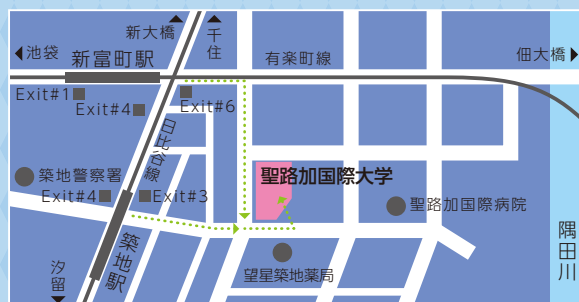 新大橋
千住
池袋
新富町駅
有楽町線
佃大橋
Exit#1
Exit#4
Exit#6
日比谷線
築地警察署
聖路加国際大学
Exit#4
Exit#3
聖路加国際病院
築地駅
隅田川
汐留
望星築地薬局